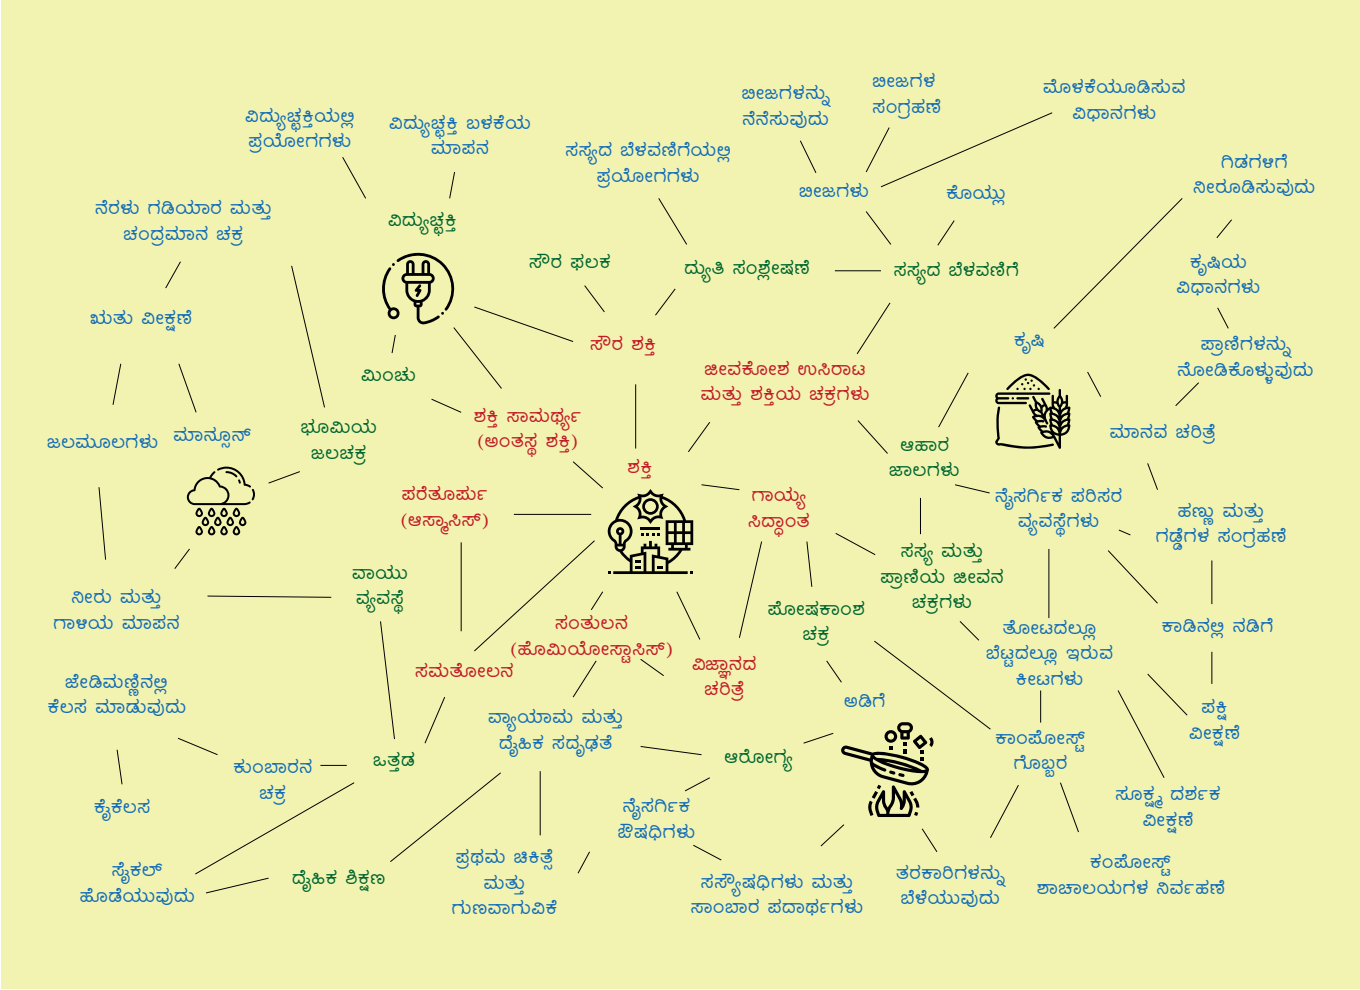 ಬೀಜಗಳನ್ನು
ನೆನೆಸುವುದು
ಬೀಜಗಳ
ಸಂಗ್ರಹಣೆ
ಮೊಳಕೆಯೂಡಿಸುವ
ವಿಧಾನಗಳು
ವಿದ್ಯುಚ್ಛಕ್ತಿಯಲ್ಲಿ
ಪ್ರಯೋಗಗಳು
ವಿದ್ಯುಚ್ಛಕ್ತಿ ಬಳಕೆಯ
ಮಾಪನ
ಸಸ್ಯದ ಬೆಳವಣಿಗೆಯಲ್ಲಿ
ಪ್ರಯೋಗಗಳು
ಗಿಡಗಳಿಗೆ
ನೀರೂಡಿಸುವುದು
ಬೀಜಗಳು
ಕೊಯ್ಲು
ನೆರಳು ಗಡಿಯಾರ ಮತ್ತು
ಚಂದ್ರಮಾನ ಚಕ್ರ
ವಿದ್ಯುಚ್ಛಕ್ತಿ
ಸೌರ ಫಲಕ
ದ್ಯುತಿ ಸಂಶ್ಲೇಷಣೆ
ಸಸ್ಯದ ಬೆಳವಣಿಗೆ
ಕೃಷಿಯ
ವಿಧಾನಗಳು
ಋತು ವೀಕ್ಷಣೆ
ಸೌರ ಶಕ್ತಿ
ಕೃಷಿ
ಪ್ರಾಣಿಗಳನ್ನು
ನೋಡಿಕೊಳ್ಳುವುದು
ಮಿಂಚು
ಜೀವಕೋಶ ಉಸಿರಾಟ
ಮತ್ತು ಶಕ್ತಿಯ ಚಕ್ರಗಳು
ಜಲಮೂಲಗಳು
ಮಾನ್ಸೂನ್
ಭೂಮಿಯ
ಜಲಚಕ್ರ
ಶಕ್ತಿ ಸಾಮರ್ಥ್ಯ
(ಅಂತಸ್ಥ ಶಕ್ತಿ)
ಆಹಾರ
ಜಾಲಗಳು
ಮಾನವ ಚರಿತ್ರೆ
ಶಕ್ತಿ
ಪರೆತೂರ್ಪು
(ಆಸ್ಮಾಸಿಸ್)
ಗಾಯ್ಯ
ಸಿದ್ಧಾಂತ
ನೈಸರ್ಗಿಕ ಪರಿಸರ
ವ್ಯವಸ್ಥೆಗಳು
ಹಣ್ಣು ಮತ್ತು
ಗಡ್ಡೆಗಳ ಸಂಗ್ರಹಣೆ
ಸಸ್ಯ ಮತ್ತು
ಪ್ರಾಣಿಯ ಜೀವನ
ಚಕ್ರಗಳು
ವಾಯು
ವ್ಯವಸ್ಥೆ
ನೀರು ಮತ್ತು
ಗಾಳಿಯ ಮಾಪನ
ಪೋಷಕಾಂಶ
ಚಕ್ರ
ಸಂತುಲನ
(ಹೊಮಿಯೋಸ್ಟಾಸಿಸ್)
ತೋಟದಲ್ಲೂ
ಬೆಟ್ಟದಲ್ಲೂ ಇರುವ
ಕೀಟಗಳು
ಕಾಡಿನಲ್ಲಿ ನಡಿಗೆ
ಸಮತೋಲನ
ವಿಜ್ಞಾನದ
ಚರಿತ್ರೆ
ಜೇಡಿಮಣ್ಣಿನಲ್ಲಿ
ಕೆಲಸ ಮಾಡುವುದು
ಅಡಿಗೆ
ಪಕ್ಷಿ
ವೀಕ್ಷಣೆ
ವ್ಯಾಯಾಮ ಮತ್ತು
ದೈಹಿಕ ಸದೃಢತೆ
ಕಾಂಪೋಸ್ಟ್
ಗೊಬ್ಬರ
ಕುಂಬಾರನ
ಚಕ್ರ
ಒತ್ತಡ
ಆರೋಗ್ಯ
ಕೈಕೆಲಸ
ನೈಸರ್ಗಿಕ
ಔಷಧಿಗಳು
ಸೂಕ್ಷ್ಮ ದರ್ಶಕ
ವೀಕ್ಷಣೆ
ಸೈಕಲ್
ಹೊಡೆಯುವುದು
ದೈಹಿಕ ಶಿಕ್ಷಣ
ಪ್ರಥಮ ಚಿಕಿತ್ಸೆ
ಮತ್ತು
ಗುಣವಾಗುವಿಕೆ
ಸಸ್ಯೌಷಧಿಗಳು ಮತ್ತು
ಸಾಂಬಾರ ಪದಾರ್ಥಗಳು
ತರಕಾರಿಗಳನ್ನು
ಬೆಳೆಯುವುದು
ಕಂಪೋಸ್ಟ್
ಶಾಚಾಲಯಗಳ ನಿರ್ವಹಣೆ